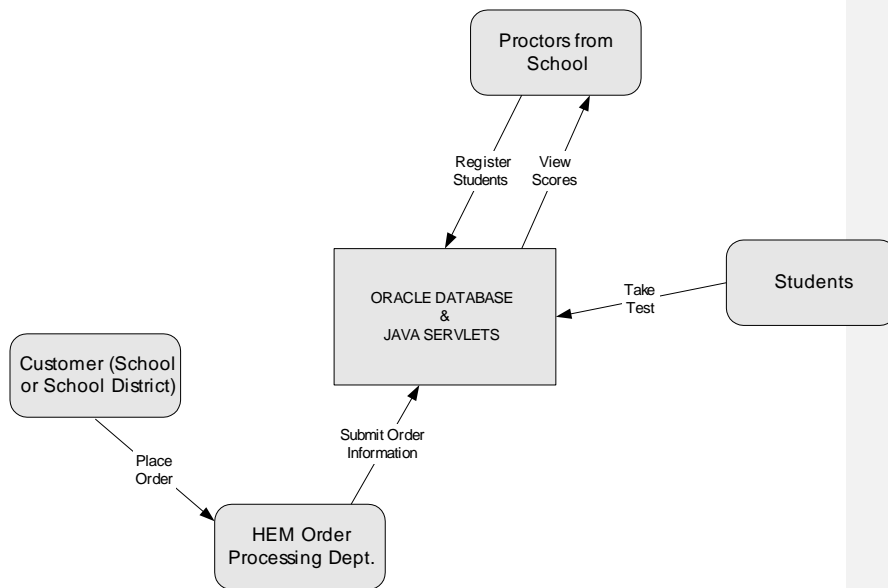 Proctors from
School
Register
Students
View
Scores
ORACLE DATABASE
&
JAVA SERVLETS
Take
Test
Students
Customer (School
or School District)
Submit Order
Information
Place
Order
HEM Order
Processing Dept.